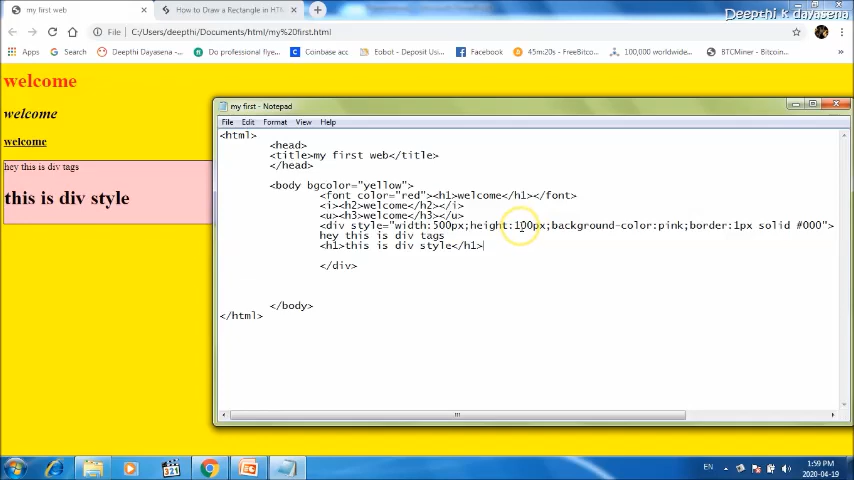 my first web
How to Draw a Rectangle in HTM
Deepthi k dayasena
File C:/Users/deepthi/Documents/html/my%20first.html
Apps
Search
Deepthi Dayasena
Do professional flye...
Coinbase acc
Eobot - Deepthi7
Facebook
45m:20s - FreeBitco...
100,000 worldwide...
BTCMiner - Bitcoin...
welcome
welcome
welcome
hey this is div tags
this is div style
my first - Notepad
File Edit Format View Help
<html>
<head>
<title>my first web</title>
</head>
<body bgcolor="yellow">
<font color="red"><h1>welcome</h1></font>
<i><h2>welcome</h2></i>
<u><h3>welcome</h3></u>
<div style="width:500px;height:100px;background-color:pink;border:1px solid #000">
hey this is div tags
<h1>this is div style</h1>
</div>
</body>
</html>
321
EN
1:59 PM
2020-04-19